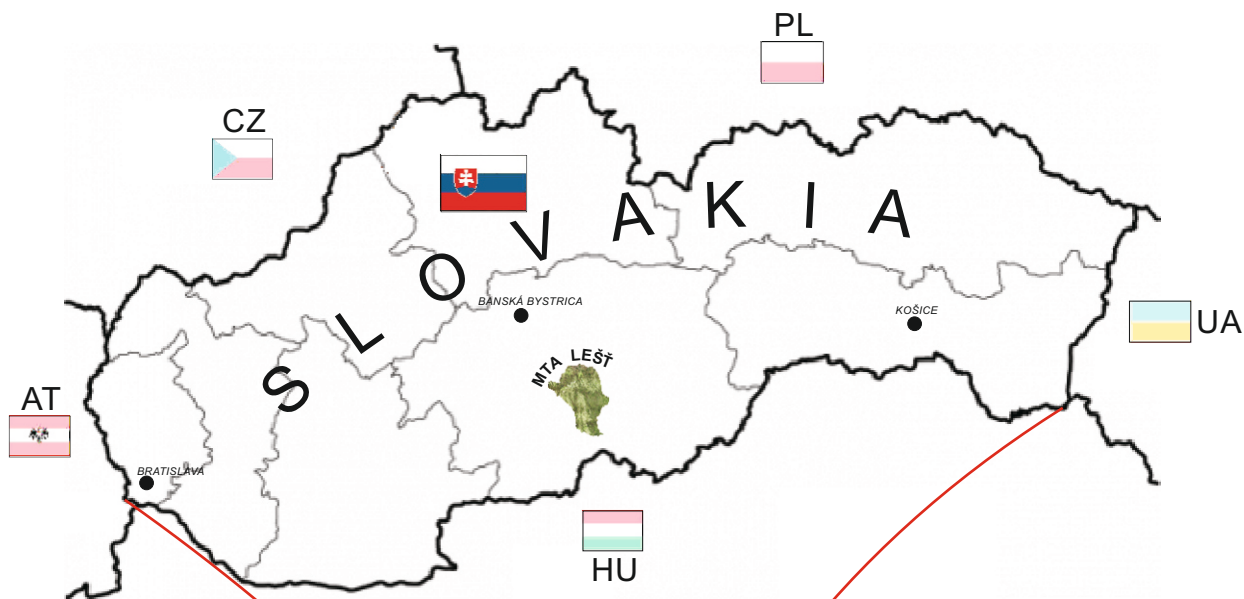 PL
CZ
SLOVAKIA
BANSKÁ BYSTRICA
KOŠICE
UA
MTA LEŠŤ
AT
BRATISLAVA
HU